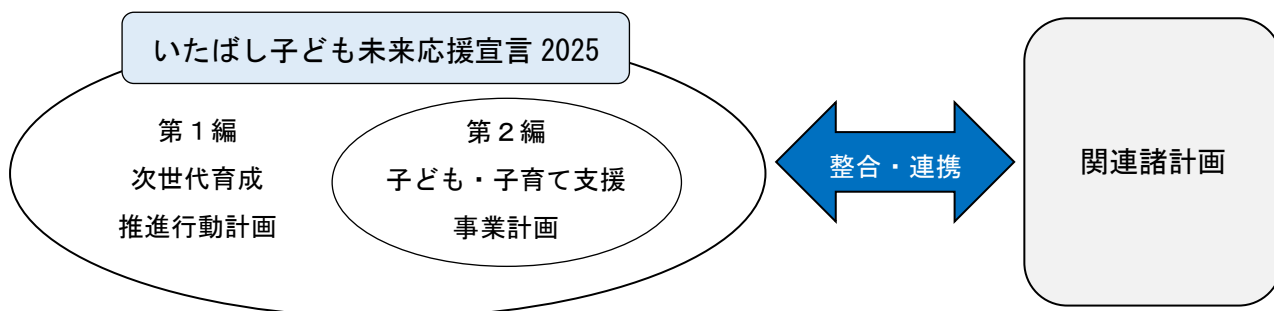 いたばし子ども未来応援宣言 2025
第１編
次世代育成
推進行動計画
第２編
子ども・子育て支援
事業計画
整合・連携
関連諸計画